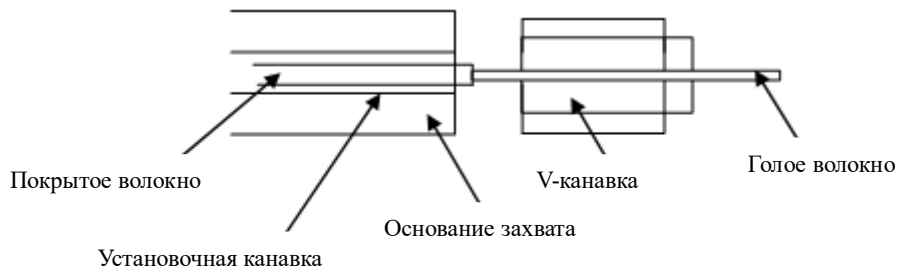 Покрытое волокно
V-канавка
Голое волокно
Основание захвата
Установочная канавка